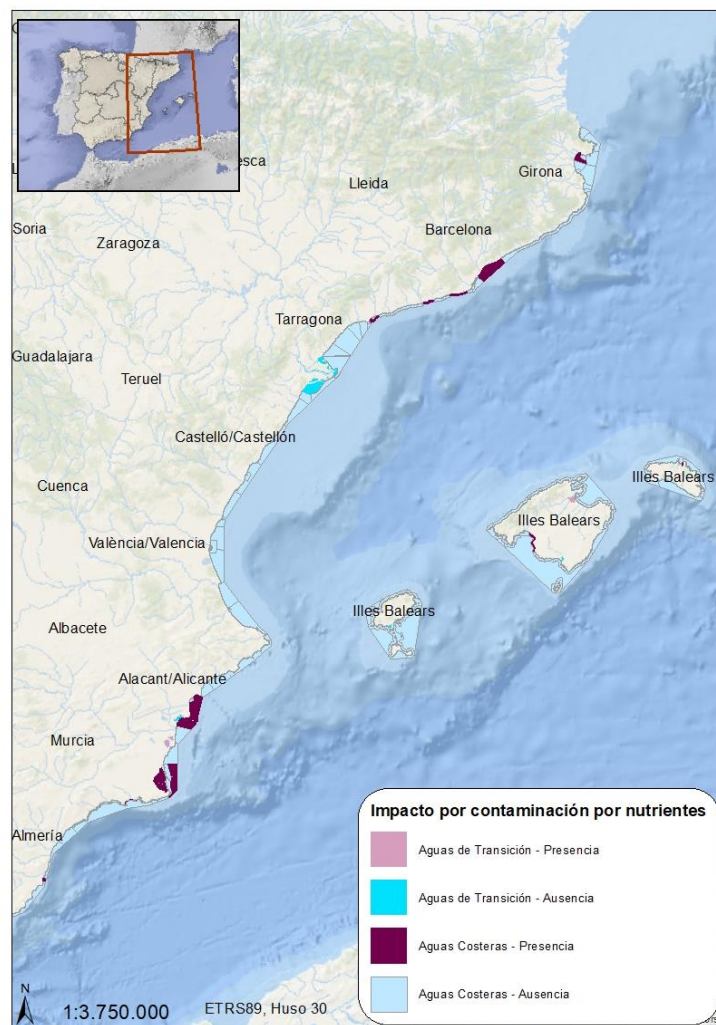 esca
Girona
Lleida
Soria
Barcelona
Zaragoza
Tarragona
Guadalajara
Teruel
Castelló/Castellón
Cuenca
Illes Balears
Illes Balears
València/Valencia
Illes Balears
Albacete
Alacant/Alicante
Murcia
Almería
Impacto por contaminación por nutrientes
Aguas de Transición - Presencia
Aguas de Transición - Ausencia
Aguas Costeras - Presencia
Aguas Costeras - Ausencia
N
1:3.750.000
ETRS89, Huso 30